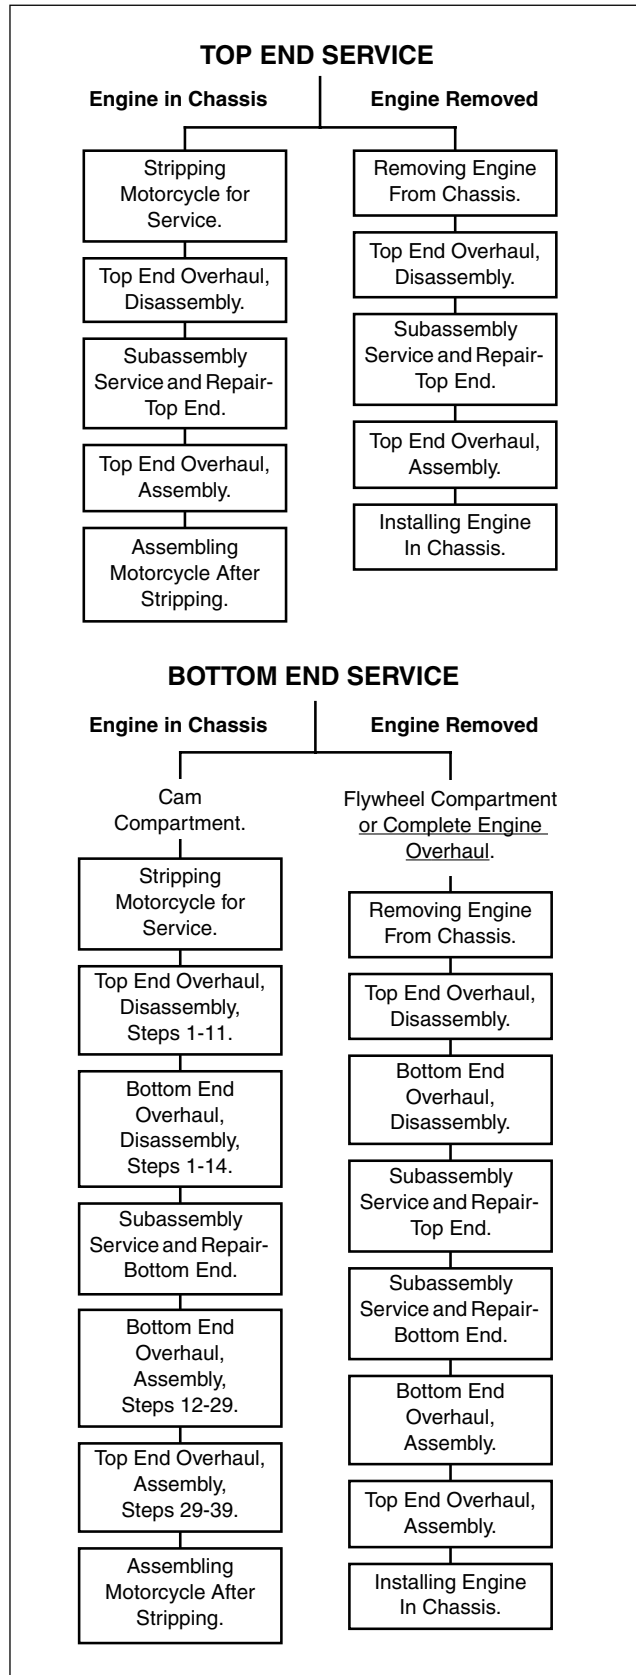 TOP END SERVICE
Engine in Chassis
Engine Removed
Stripping
Motorcycle for
Service.
Top End Overhaul,
Disassembly.
Subassembly
Service and Repair-
Top End.
Top End Overhaul,
Assembly.
Assembling
Motorcycle After
Stripping.
Removing Engine
From Chassis.
Top End Overhaul,
Disassembly.
Subassembly
Service and Repair-
Top End.
Top End Overhaul,
Assembly.
Installing Engine
In Chassis.
BOTTOM END SERVICE
Engine in Chassis
Engine Removed
Cam
Compartment.
Stripping
Motorcycle for
Service.
Top End Overhaul,
Disassembly,
Steps 1-11.
Bottom End
Overhaul,
Disassembly,
Steps 1-14.
Subassembly
Service and Repair-
Bottom End.
Bottom End
Overhaul,
Assembly,
Steps 12-29.
Top End Overhaul,
Assembly,
Steps 29-39.
Assembling
Motorcycle After
Stripping.
Flywheel Compartment
or Complete Engine
Overhaul.
Removing Engine
From Chassis.
Top End Overhaul,
Disassembly.
Bottom End
Overhaul,
Disassembly.
Subassembly
Service and Repair-
Top End.
Subassembly
Service and Repair-
Bottom End.
Bottom End
Overhaul,
Assembly.
Top End Overhaul,
Assembly.
Installing Engine
In Chassis.